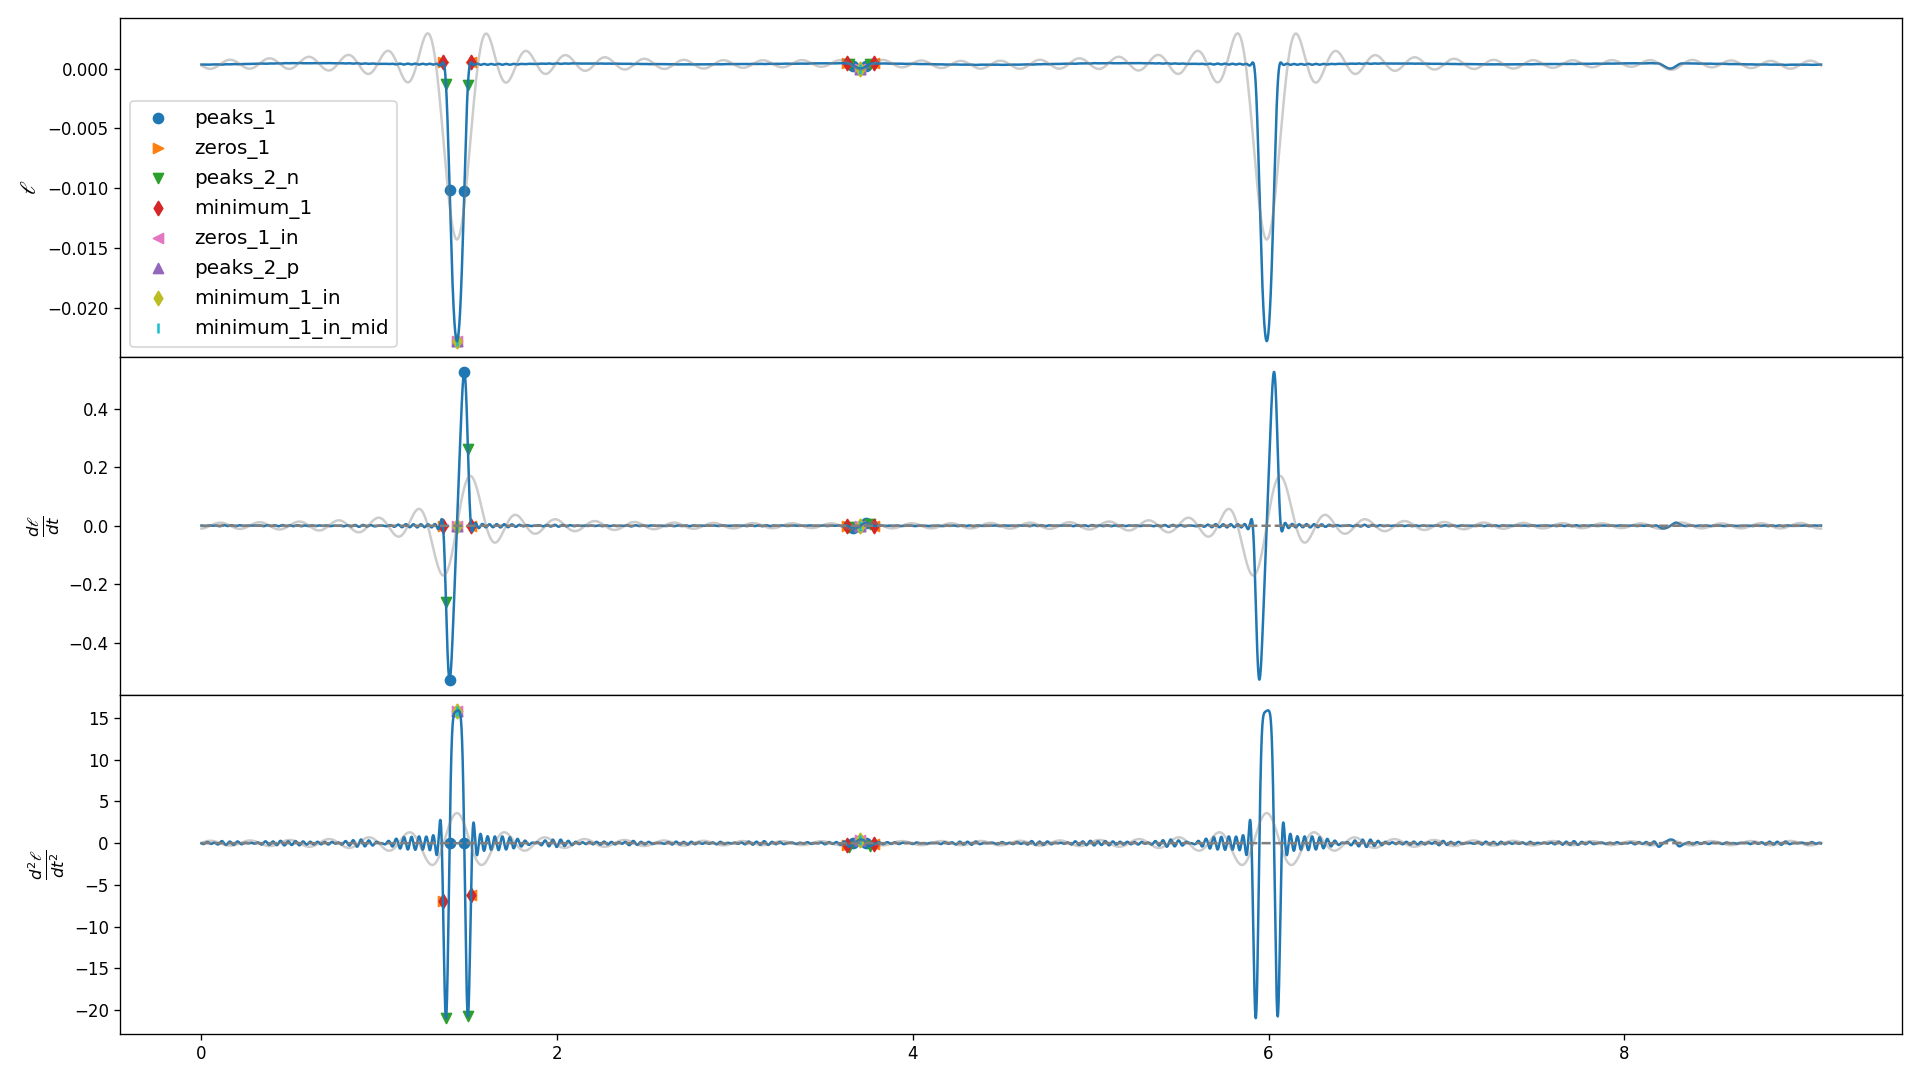 0.000
−0.005
−0.010
−0.015
−0.020
ℓ
peaks_1
zeros_1
peaks_2_n
minimum_1
zeros_1_in
peaks_2_p
minimum_1_in
minimum_1_in_mid
0.4
0.2
0.0
−0.2
−0.4
dℓ
dt
15
10
5
0
−5
−10
−15
−20
d²ℓ
dt²
0 2 4 6 8